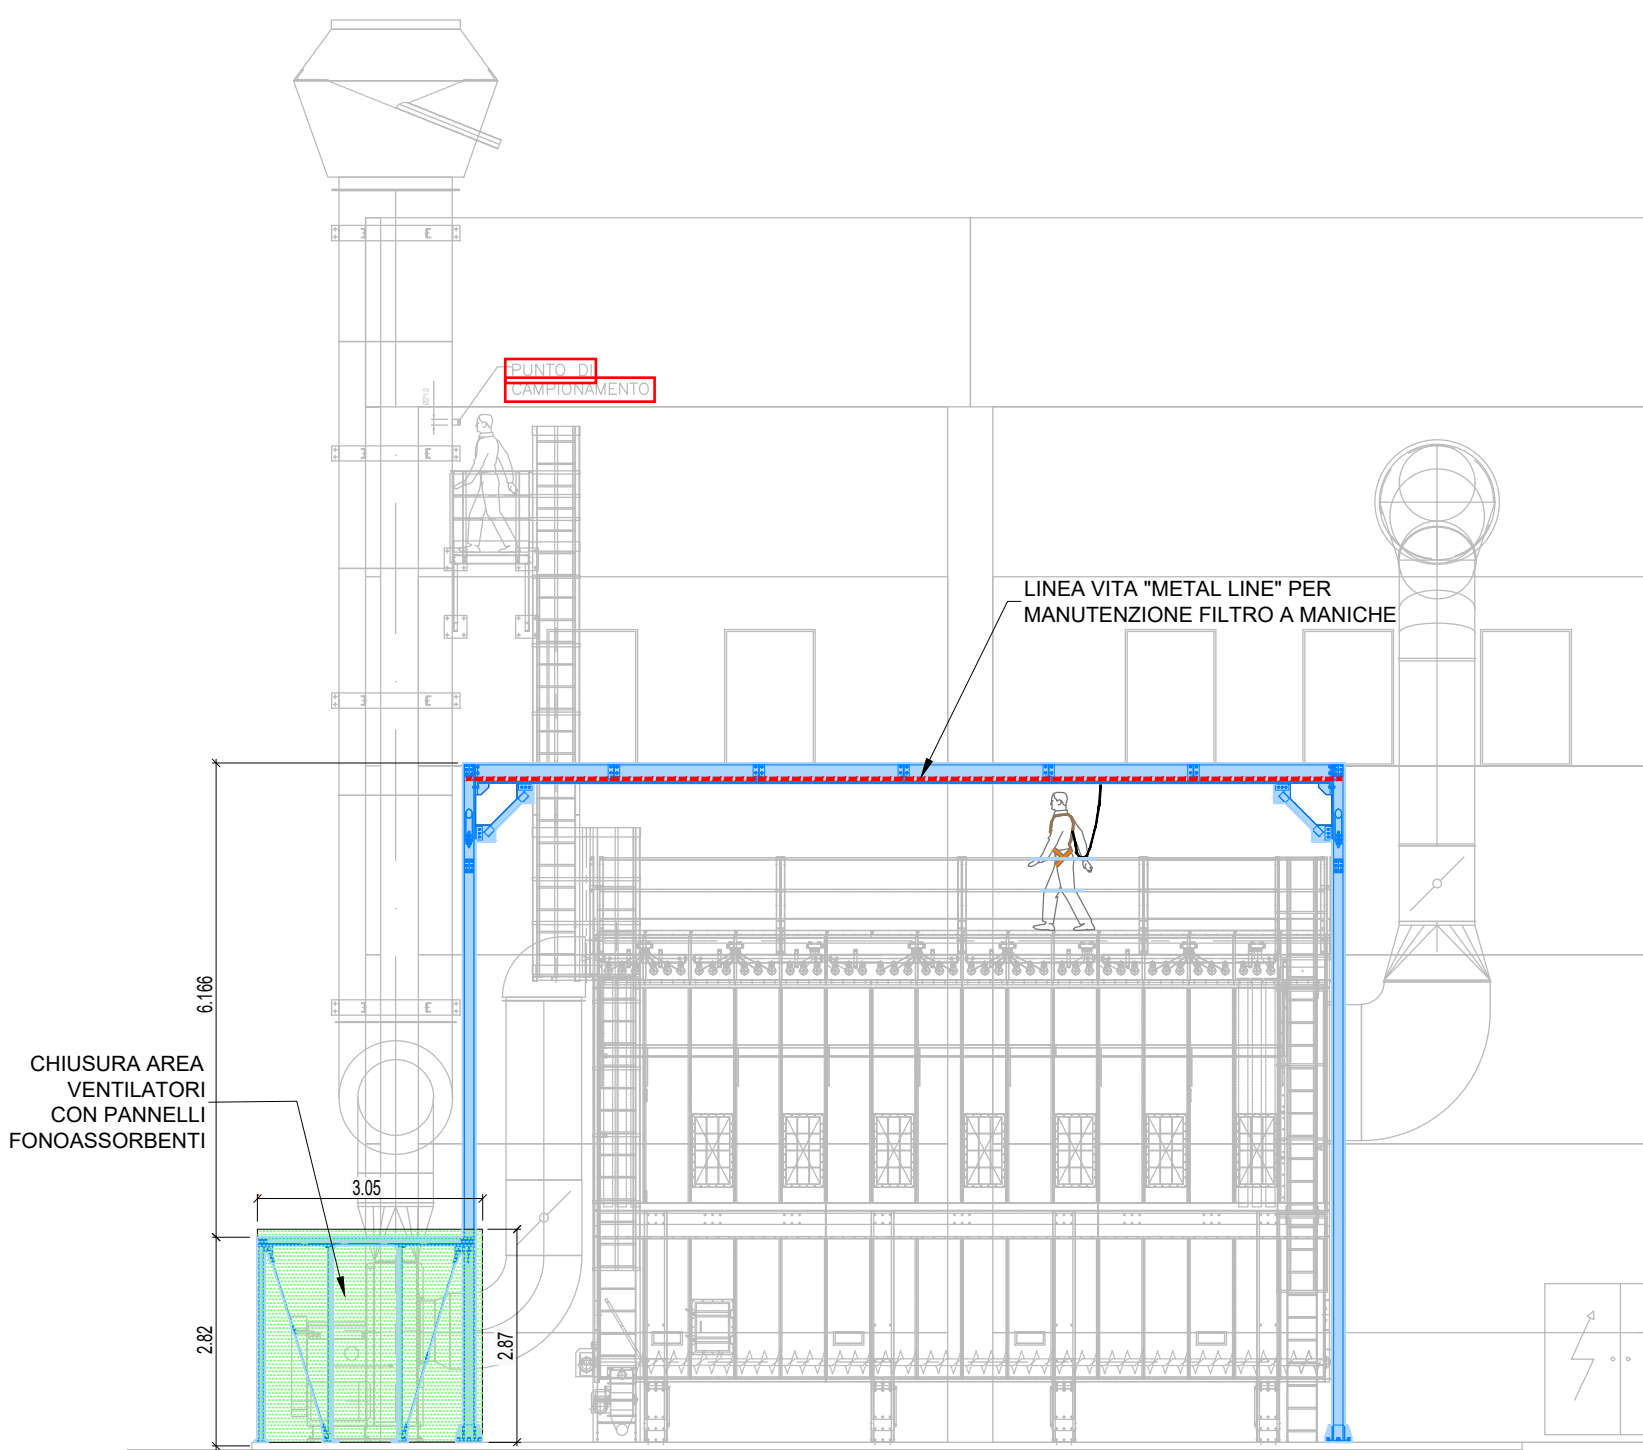 PUNTO DI
CAMPIONAMENTO
LINEA VITA "METAL LINE" PER
MANUTENZIONE FILTRO A MANICHE
6.166
CHIUSURA AREA
VENTILATORI
CON PANNELLI
FONOASSORBENTI
3.05
2.82
2.87